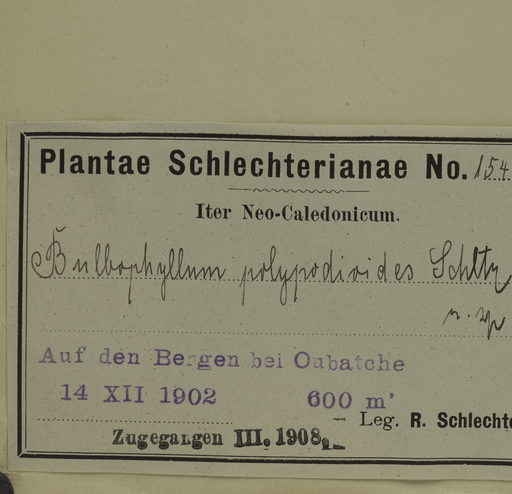 Plantae Schlechterianae No. 154
Iter Neo-Caledonicum.
Bulbophyllum polypodioides Schltr
n. sp
Auf den Bergen bei Oubatche
14 XII 1902 600 m'
Leg. R. Schlechte
Zugegangen III. 1908.